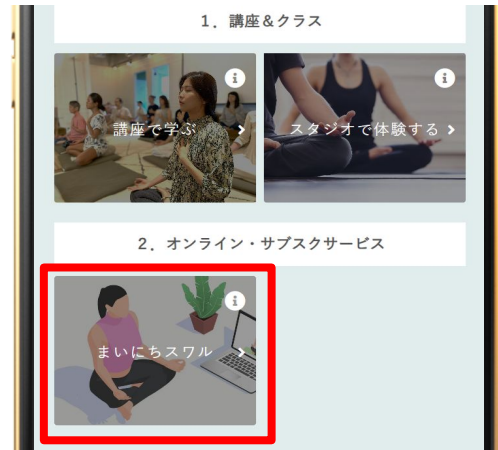 1．講座&クラス
講座で学ぶ
スタジオで体験する
2．オンライン・サブスクサービス
まいにちスワル